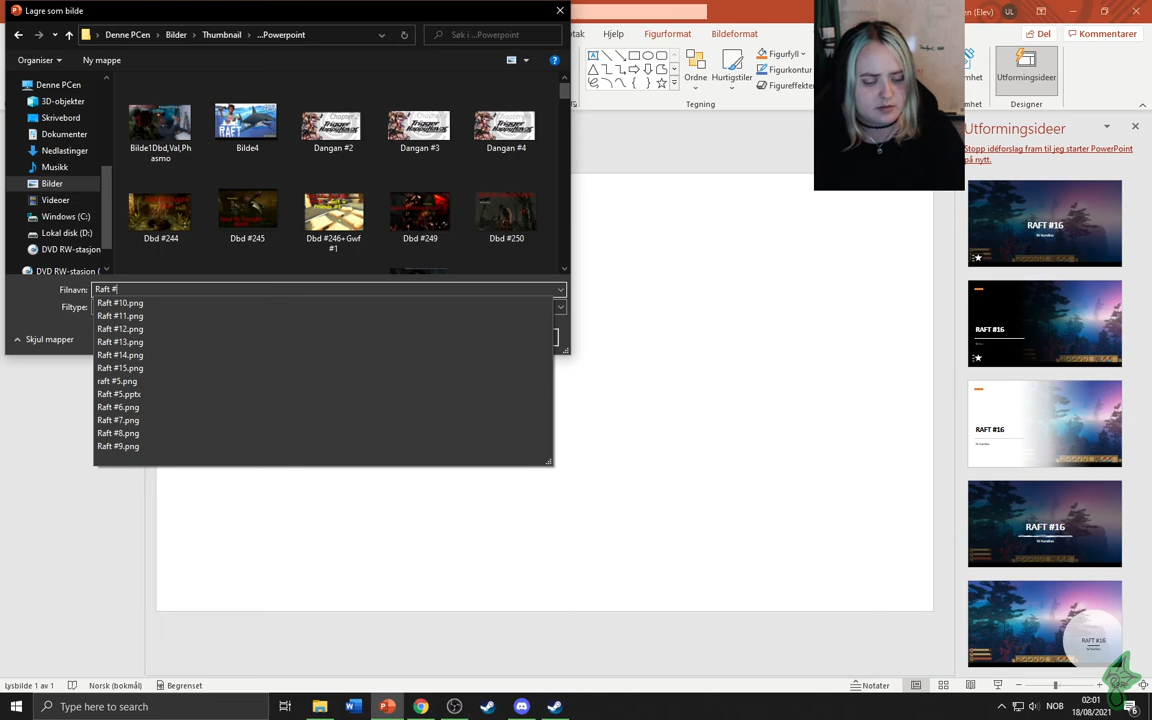 Lagre som bilde
en (Elev)
UL
Denne PCen
Bilder
Thumbnail
...Powerpoint
Søk i ...Powerpoint
tak
Hjelp
Figurformat
Bildeformat
Del
Kommentarer
Organiser
Ny mappe
Denne PCen
3D-objekter
Skrivebord
Dokumenter
Nedlastinger
Musikk
Bilder
Videoer
Windows (C:)
Lokal disk (D:)
DVD RW-stasjon
DVD RW-stasjon (
Bilde1Dbd,Val,Ph
asmo
Bilde4
Dangan #2
Dangan #3
Dangan #4
Dbd #244
Dbd #245
Dbd #246+Gwf
#1
Dbd #249
Dbd #250
Filnavn:
Raft #
Filtype:
Raft #10.png
Raft #11.png
Raft #12.png
Raft #13.png
Raft #14.png
Raft #15.png
raft #5.png
Raft #5.pptx
Raft #6.png
Raft #7.png
Raft #8.png
Raft #9.png
Skjul mapper
Ordne
Hurtigstiler
Figurfyll
Figurkontur
Figureffekter
Tegning
mhet
Utformingsideer
mhet
Designer
Utformingsideer
Stopp idéforslag fram til jeg starter PowerPoint
på nytt.
RAFT #16
RAFT #16
RAFT #16
RAFT #16
RAFT #16
Lysbilde 1 av 1
Norsk (bokmål)
Begrenset
Notater
Type here to search
NOB
02:01
18/08/2021
6